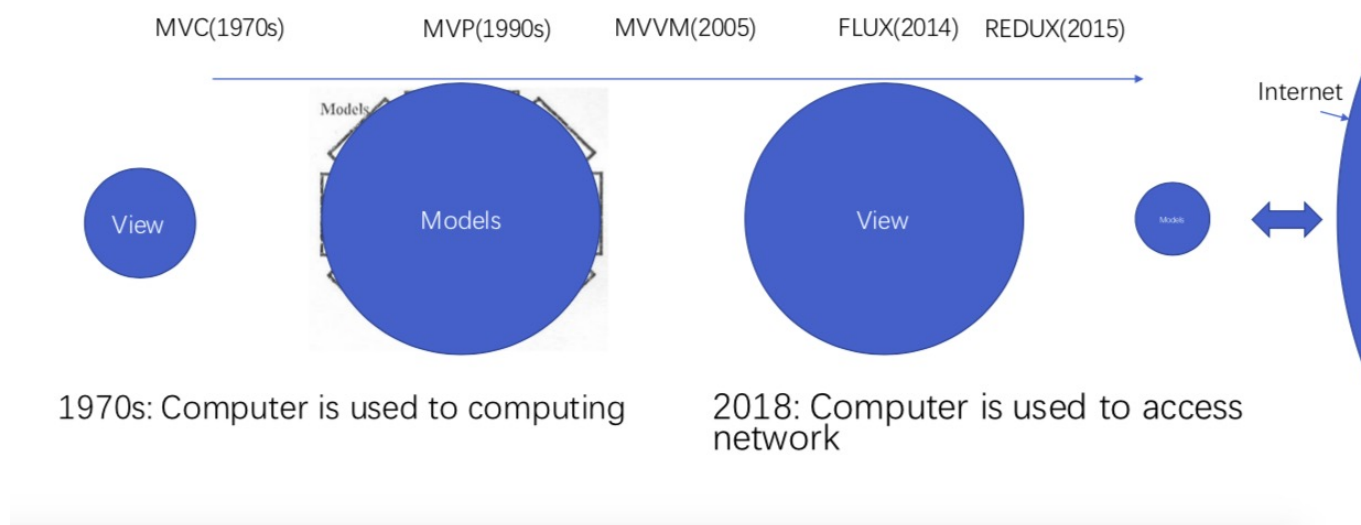 MVC(1970s) MVP(1990s) MVVM(2005) FLUX(2014) REDUX(2015)
Internet
Models
View
Models
View
Models
1970s: Computer is used to computing
2018: Computer is used to access
network